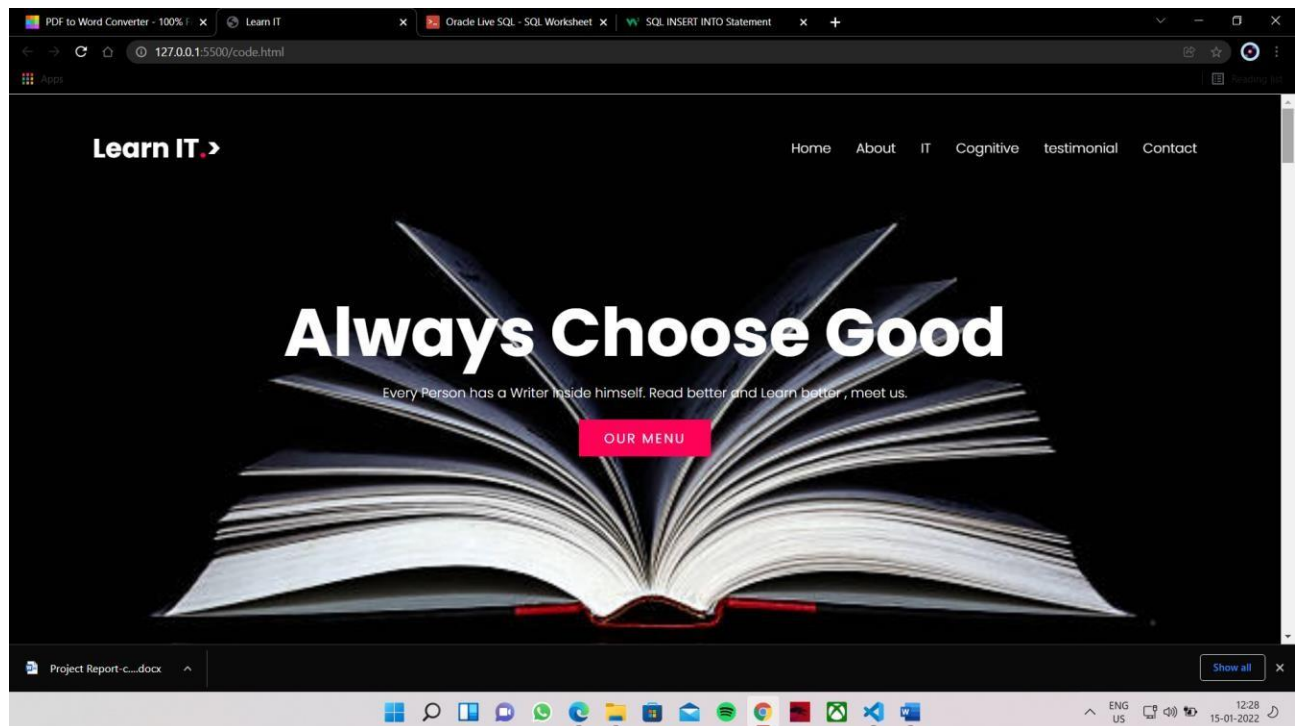 PDF to Word Converter - 100% F
Learn IT
Oracle Live SQL - SQL Worksheet
SQL INSERT INTO Statement
127.0.0.1:5500/code.html
Apps
Reading list
Learn IT.>
Home About IT Cognitive testimonial Contact
Always Choose Good
Every Person has a Writer inside himself. Read better and Learn better , meet us.
OUR MENU
Project Report-c....docx
Show all
ENG
US
12:28
15-01-2022